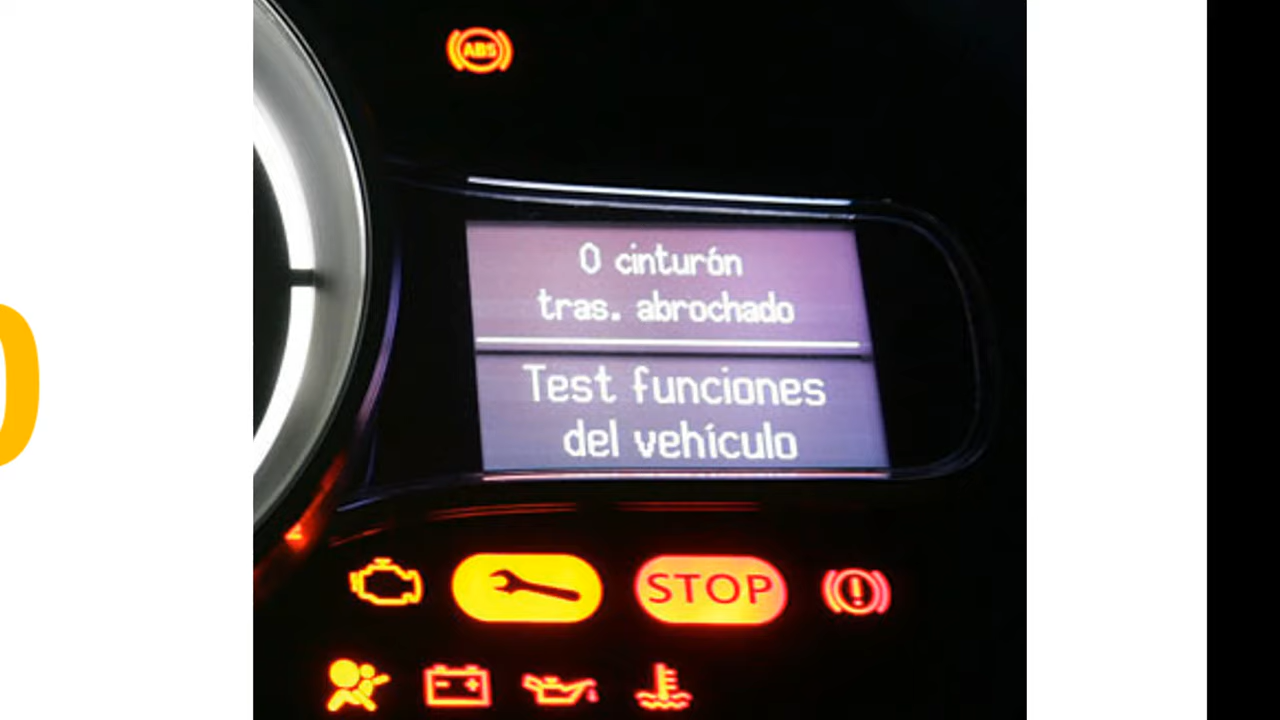 ABS
0 cinturón
tras. abrochado
Test funciones
del vehículo
STOP